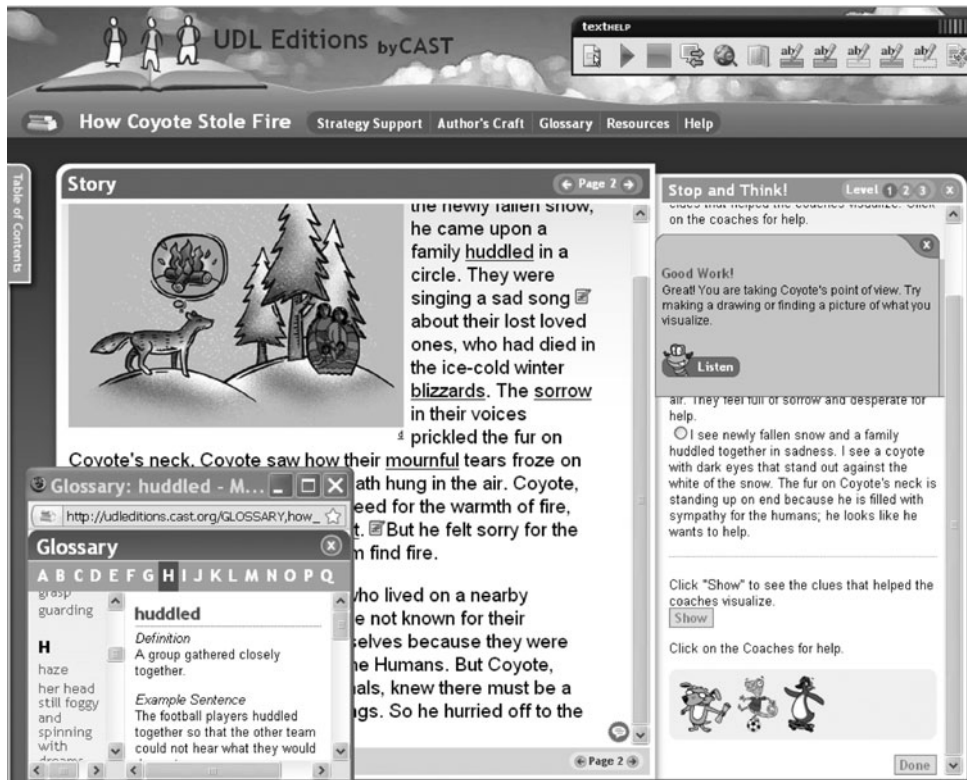 UDL Editions by CAST
textHELP
How Coyote Stole Fire Strategy Support Author's Craft Glossary Resources Help
Table of Contents
Story
Page 2
the newly fallen snow,
he came upon a
family huddled in a
circle. They were
singing a sad song
about their lost loved
ones, who had died in
the ice-cold winter
blizzards. The sorrow
in their voices
prickled the fur on
Coyote's neck. Coyote saw how their mournful tears froze on
ath hung in the air. Coyote,
eed for the warmth of fire,
t. But he felt sorry for the
m find fire.
ho lived on a nearby
e not known for their
selves because they were
he Humans. But Coyote,
als, knew there must be a
ngs. So he hurried off to the
Page 2
Glossary: huddled - M...
http://udleditions.cast.org/GLOSSARY,how_
Glossary
A B C D E F G H I J K L M N O P Q
grasp
guarding
H
haze
her head
still foggy
and
spinning
with
dreams
huddled
Definition
A group gathered closely
together.
Example Sentence
The football players huddled
together so that the other team
could not hear what they would
Stop and Think! Level 1 2 3 x
clues that helped the coaches visualize. Click
on the coaches for help.
Good Work!
Great! You are taking Coyote's point of view. Try
making a drawing or finding a picture of what you
visualize.
Listen
air. They feel full of sorrow and desperate for
help.
I see newly fallen snow and a family
huddled together in sadness. I see a coyote
with dark eyes that stand out against the
white of the snow. The fur on Coyote's neck is
standing up on end because he is filled with
sympathy for the humans; he looks like he
wants to help.
Click "Show" to see the clues that helped the
coaches visualize.
Show
Click on the Coaches for help.
Done